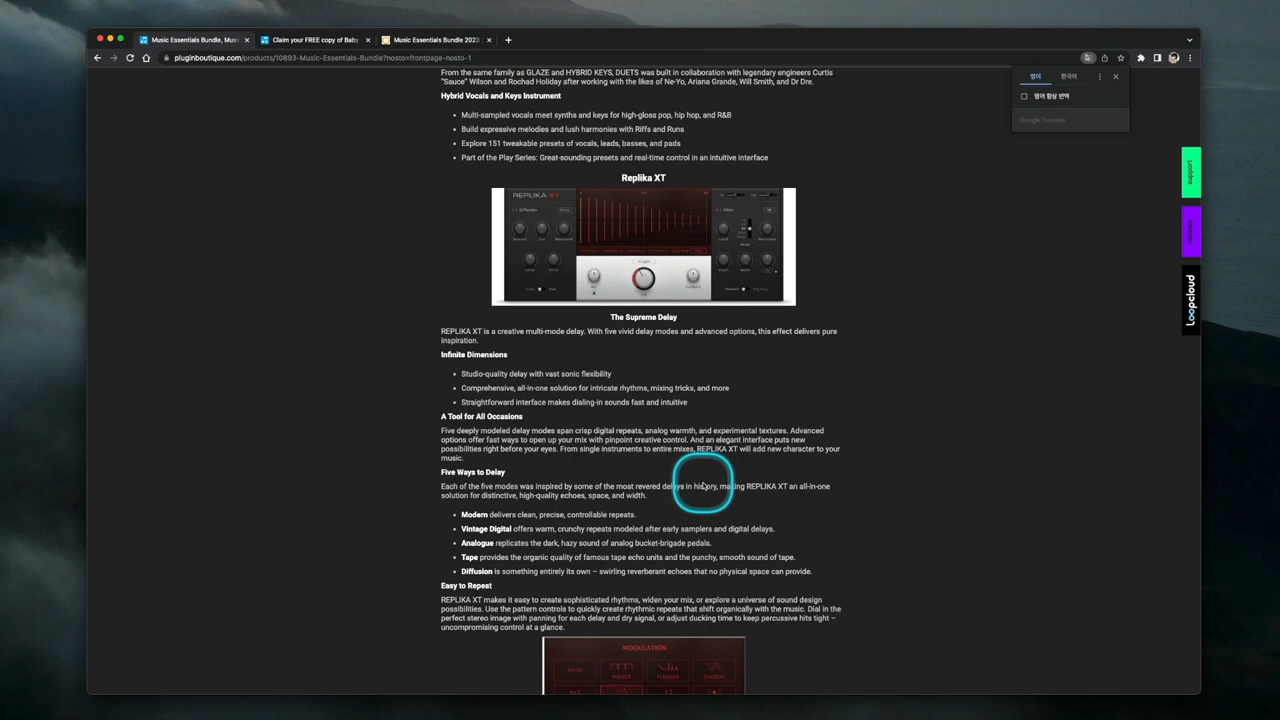 Music Essentials Bundle, Mus
Claim your FREE copy of Baby
Music Essentials Bundle 2023
pluginboutique.com/products/10893-Music-Essentials-Bundle?nosto=frontpage-nosto-1
영어
한국어
영어 항상 번역
Google Translate
From the same family as GLAZE and HYBRID KEYS, DUETS was built in collaboration with legendary engineers Curtis
"Sauce" Wilson and Rochad Holiday after working with the likes of Ne-Yo, Ariana Grande, Will Smith, and Dr Dre.
Hybrid Vocals and Keys Instrument
Multi-sampled vocals meet synths and keys for high-gloss pop, hip hop, and R&B
Build expressive melodies and lush harmonies with Riffs and Runs
Explore 151 tweakable presets of vocals, leads, basses, and pads
Part of the Play Series: Great-sounding presets and real-time control in an intuitive interface
support
Loopcloud
Replika XT
REPLIKA XT
Diffusion
Filter
The Supreme Delay
REPLIKA XT is a creative multi-mode delay. With five vivid delay modes and advanced options, this effect delivers pure
inspiration.
Infinite Dimensions
Studio-quality delay with vast sonic flexibility
Comprehensive, all-in-one solution for intricate rhythms, mixing tricks, and more
Straightforward interface makes dialing-in sounds fast and intuitive
A Tool for All Occasions
Five deeply modeled delay modes span crisp digital repeats, analog warmth, and experimental textures. Advanced
options offer fast ways to open up your mix with pinpoint creative control. And an elegant interface puts new
possibilities right before your eyes. From single instruments to entire mixes, REPLIKA XT will add new character to your
music.
Five Ways to Delay
Each of the five modes was inspired by some of the most revered delays in history, making REPLIKA XT an all-in-one
solution for distinctive, high-quality echoes, space, and width.
Modern delivers clean, precise, controllable repeats.
Vintage Digital offers warm, crunchy repeats modeled after early samplers and digital delays.
Analogue replicates the dark, hazy sound of analog bucket-brigade pedals.
Tape provides the organic quality of famous tape echo units and the punchy, smooth sound of tape.
Diffusion is something entirely its own – swirling reverberant echoes that no physical space can provide.
Easy to Repeat
REPLIKA XT makes it easy to create sophisticated rhythms, widen your mix, or explore a universe of sound design
possibilities. Use the pattern controls to quickly create rhythmic repeats that shift organically with the music. Dial in the
perfect stereo image with panning for each delay and dry signal, or adjust ducking time to keep percussive hits tight –
uncompromising control at a glance.
MODULATION
PHASER
FLANGER
CHORUS